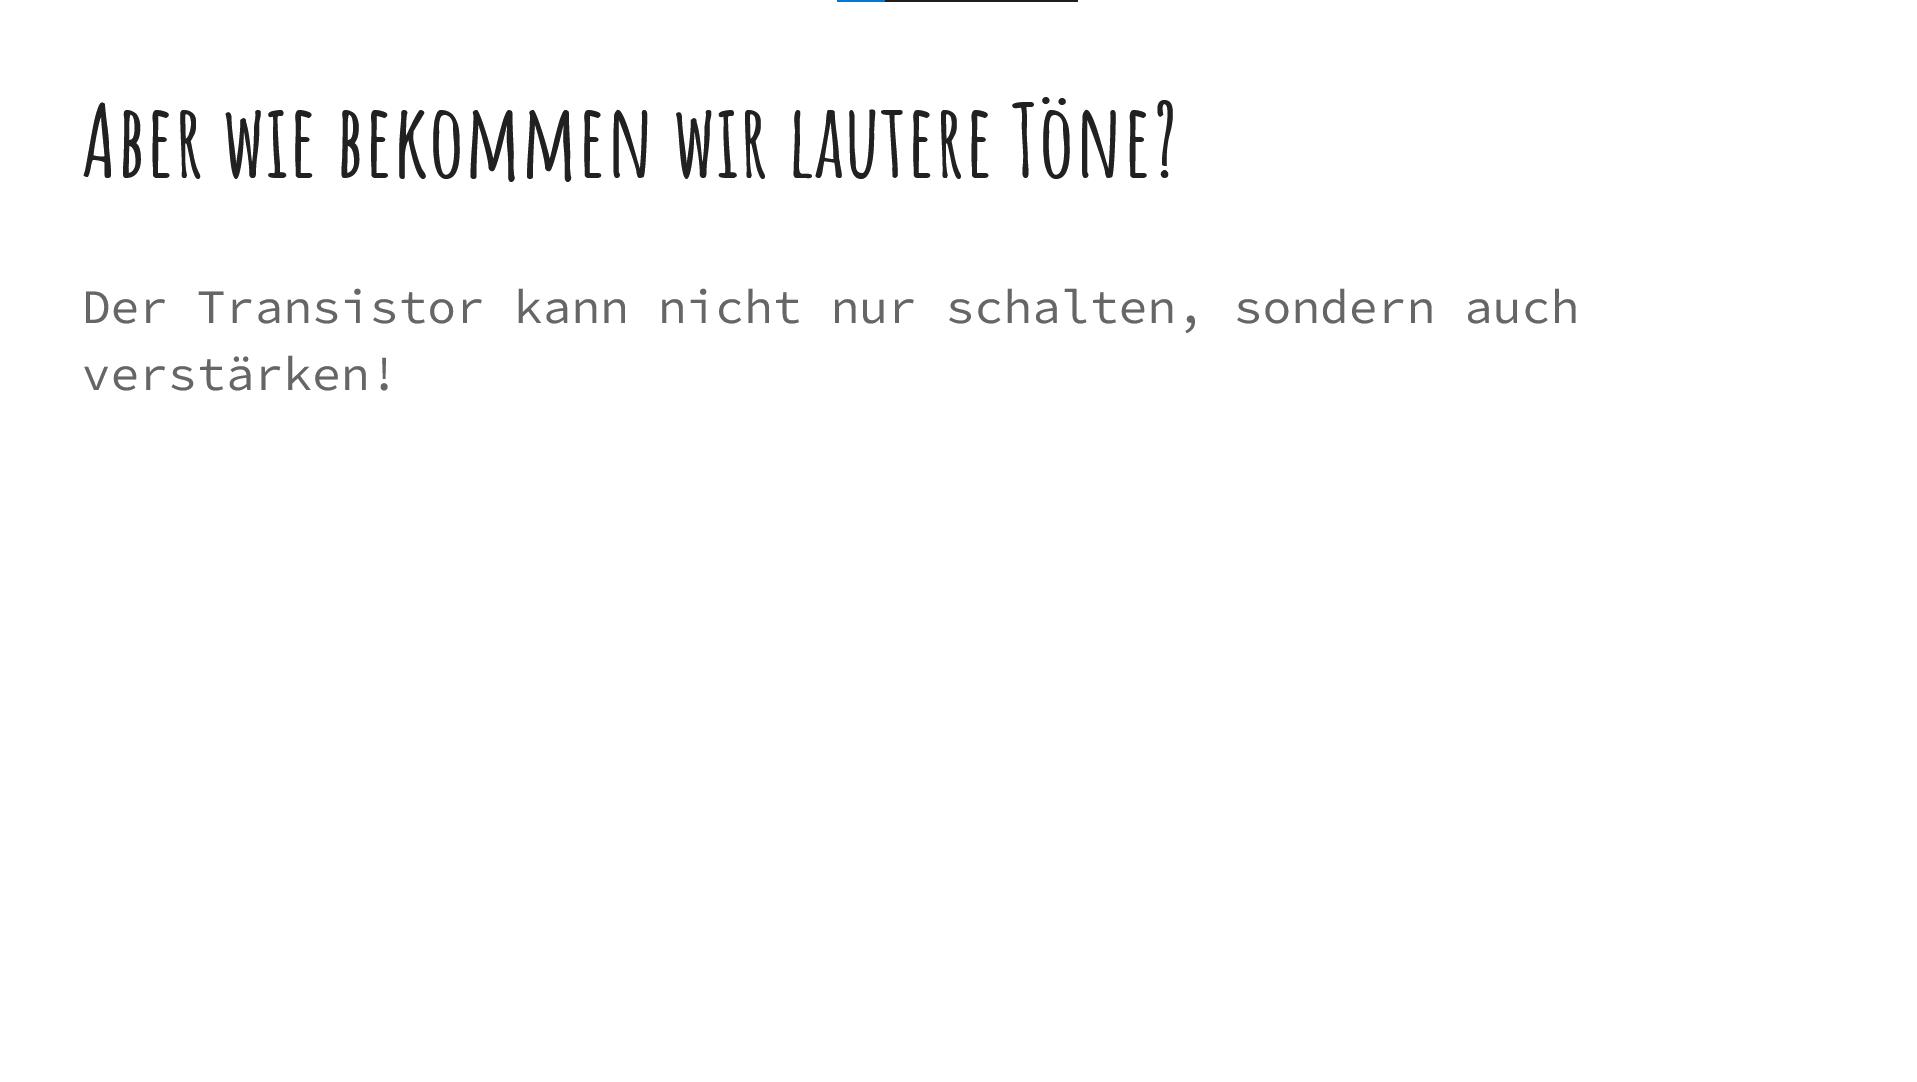 Aber wie bekommen wir lautere Töne?
Der Transistor kann nicht nur schalten, sondern auch
verstärken!